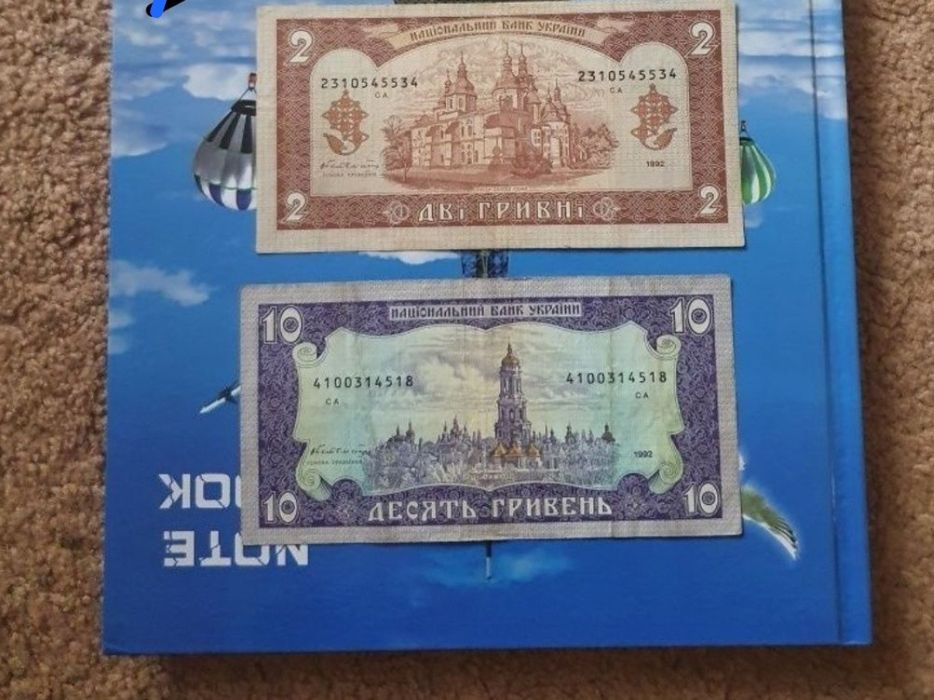 НАЦІОНАЛЬНИЙ БАНК УКРАЇНИ
2 2
2310545534 2310545534
СА СА
1992
2 ДВІ ГРИВНІ 2
НАЦІОНАЛЬНИЙ БАНК УКРАЇНИ
10 10
4100314518 4100314518
СА СА
1992
10 ДЕСЯТЬ ГРИВЕНЬ 10
NOTE